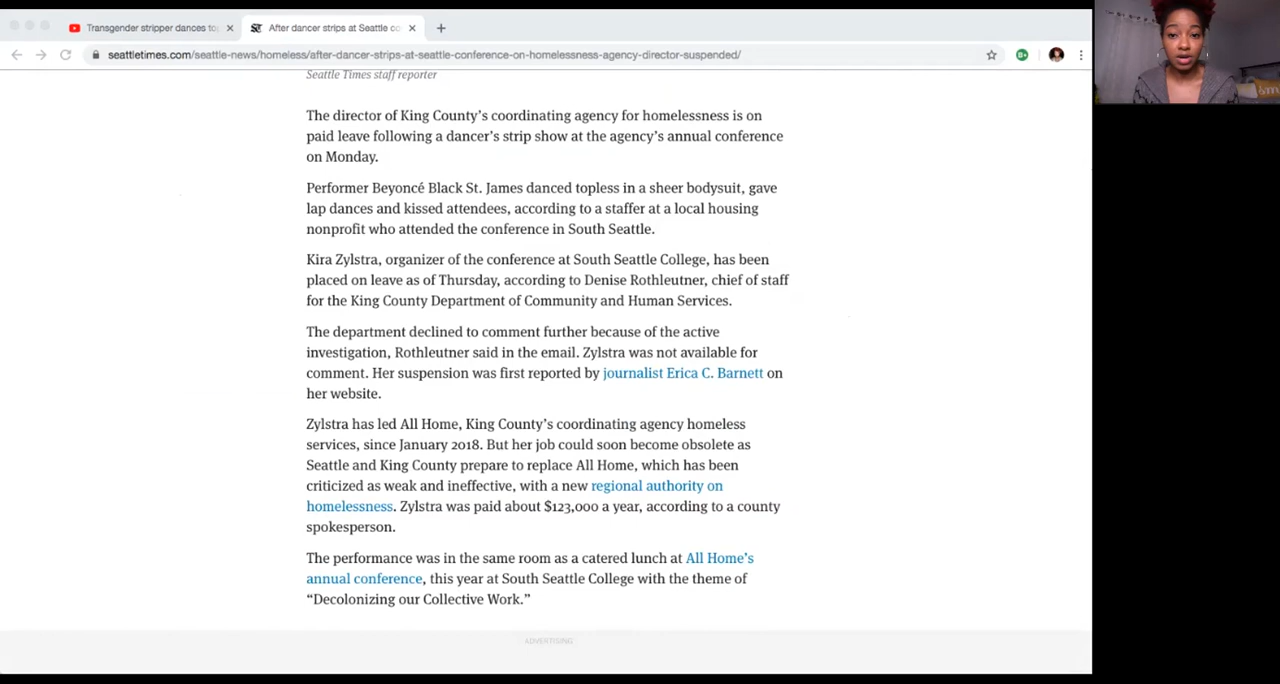 Transgender stripper dances to
After dancer strips at Seattle co
seattletimes.com/seattle-news/homeless/after-dancer-strips-at-seattle-conference-on-homelessness-agency-director-suspended/
Seattle Times staff reporter
The director of King County’s coordinating agency for homelessness is on
paid leave following a dancer’s strip show at the agency’s annual conference
on Monday.
Performer Beyoncé Black St. James danced topless in a sheer bodysuit, gave
lap dances and kissed attendees, according to a staffer at a local housing
nonprofit who attended the conference in South Seattle.
Kira Zylstra, organizer of the conference at South Seattle College, has been
placed on leave as of Thursday, according to Denise Rothleutner, chief of staff
for the King County Department of Community and Human Services.
The department declined to comment further because of the active
investigation, Rothleutner said in the email. Zylstra was not available for
comment. Her suspension was first reported by journalist Erica C. Barnett on
her website.
Zylstra has led All Home, King County’s coordinating agency homeless
services, since January 2018. But her job could soon become obsolete as
Seattle and King County prepare to replace All Home, which has been
criticized as weak and ineffective, with a new regional authority on
homelessness. Zylstra was paid about $123,000 a year, according to a county
spokesperson.
The performance was in the same room as a catered lunch at All Home’s
annual conference, this year at South Seattle College with the theme of
“Decolonizing our Collective Work.”
ADVERTISING